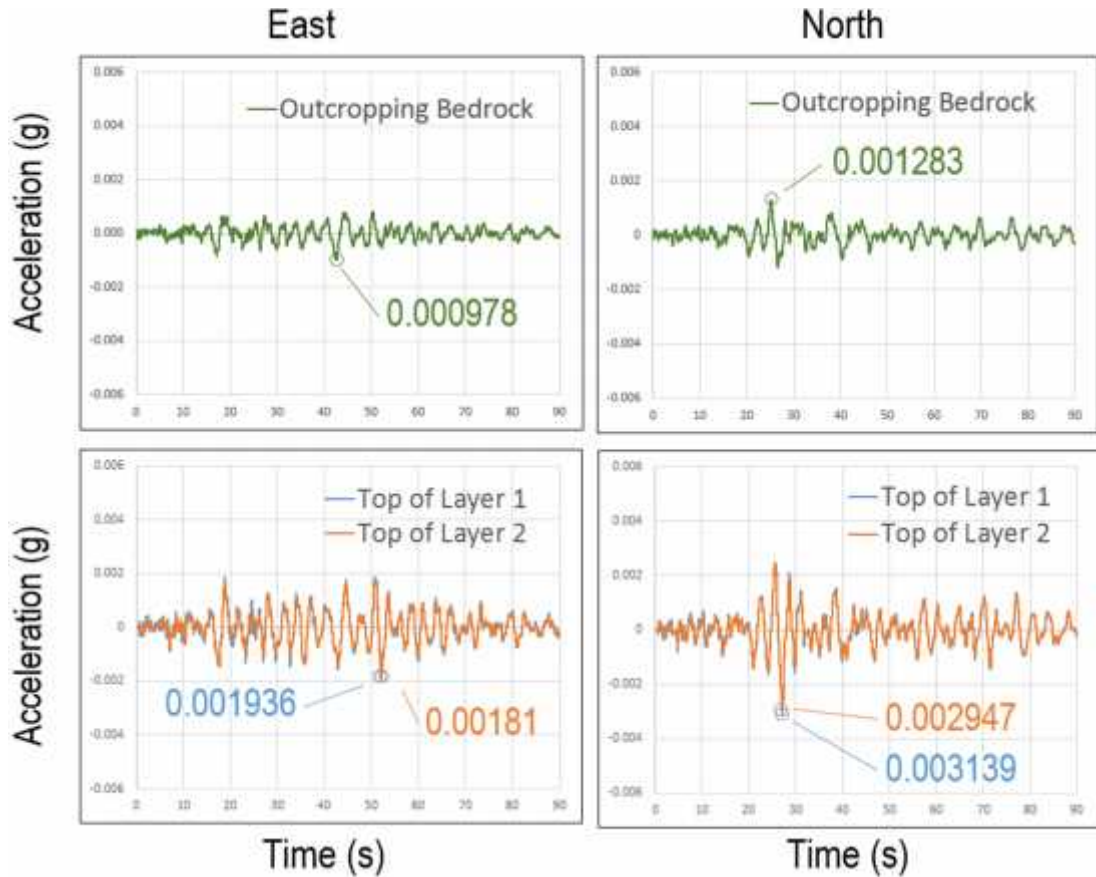 East
North
Acceleration (g)
0.006
0.004
0.002
0.000
-0.002
-0.004
-0.006
0 10 20 30 40 50 60 70 80 90
Outcropping Bedrock
0.000978
0.006
0.004
0.002
0
-0.002
-0.004
-0.006
0 10 20 30 40 50 60 70 80 90
Outcropping Bedrock
0.001283
Acceleration (g)
0.006
0.004
0.002
0
-0.002
-0.004
-0.006
0 10 20 30 40 50 60 70 80 90
Top of Layer 1
Top of Layer 2
0.001936
0.00181
0.004
0.002
0
-0.002
-0.004
-0.006
0 10 20 30 40 50 60 70 80 90
Top of Layer 1
Top of Layer 2
0.002947
0.003139
Time (s)
Time (s)